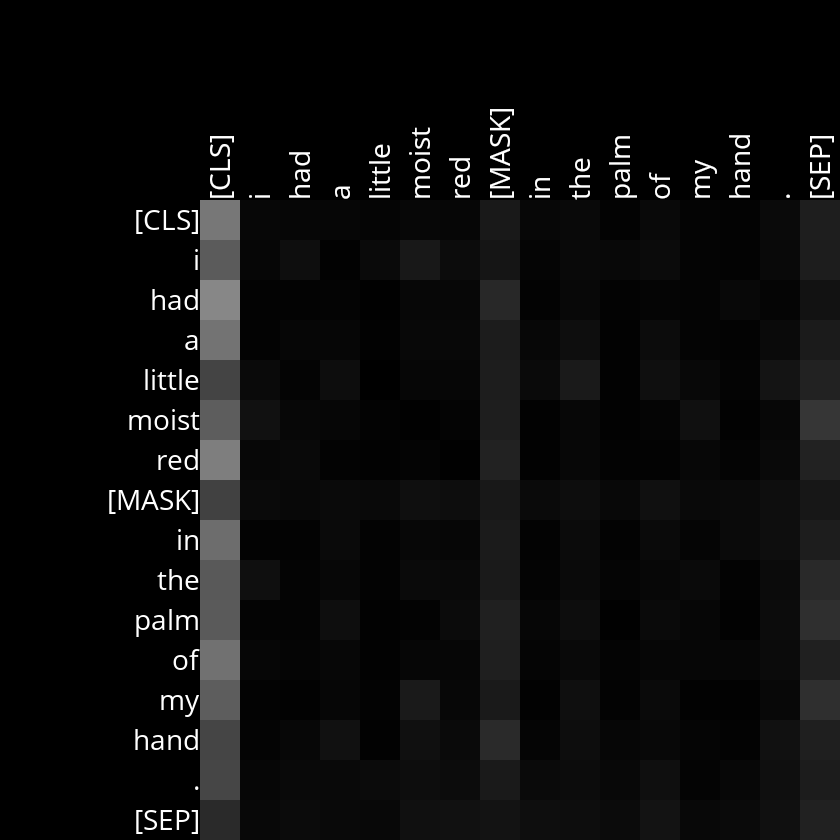 [CLS] i had a little moist red [MASK] in the palm of my hand . [SEP]
[CLS]
i
had
a
little
moist
red
[MASK]
in
the
palm
of
my
hand
.
[SEP]